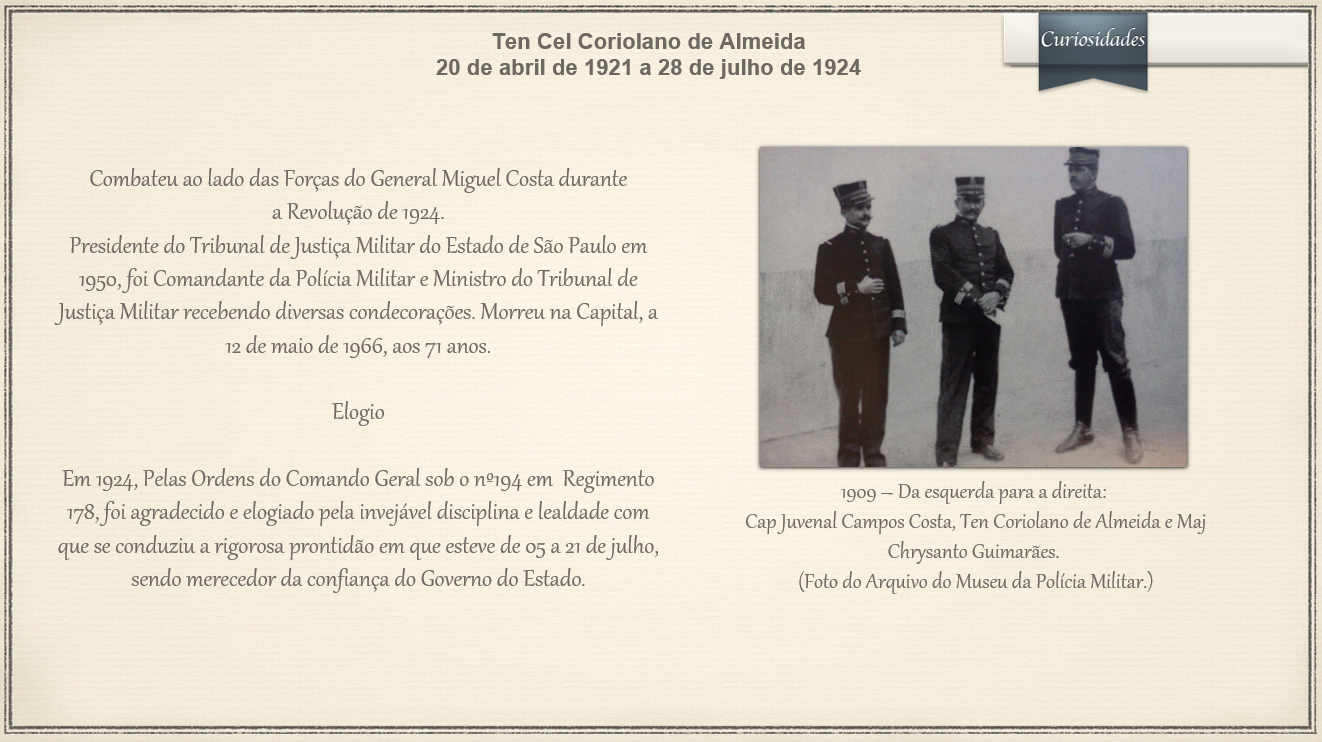 Ten Cel Coriolano de Almeida
20 de abril de 1921 a 28 de julho de 1924
Curiosidades
Combateu ao lado das Forças do General Miguel Costa durante
a Revolução de 1924.
Presidente do Tribunal de Justiça Militar do Estado de São Paulo em
1950, foi Comandante da Polícia Militar e Ministro do Tribunal de
Justiça Militar recebendo diversas condecorações. Morreu na Capital, a
12 de maio de 1966, aos 71 anos.
Elogio
Em 1924, Pelas Ordens do Comando Geral sob o nº194 em  Regimento
178, foi agradecido e elogiado pela invejável disciplina e lealdade com
que se conduziu a rigorosa prontidão em que esteve de 05 a 21 de julho,
sendo merecedor da confiança do Governo do Estado.
1909 – Da esquerda para a direita:
Cap Juvenal Campos Costa, Ten Coriolano de Almeida e Maj
Chrysanto Guimarães.
(Foto do Arquivo do Museu da Polícia Militar.)